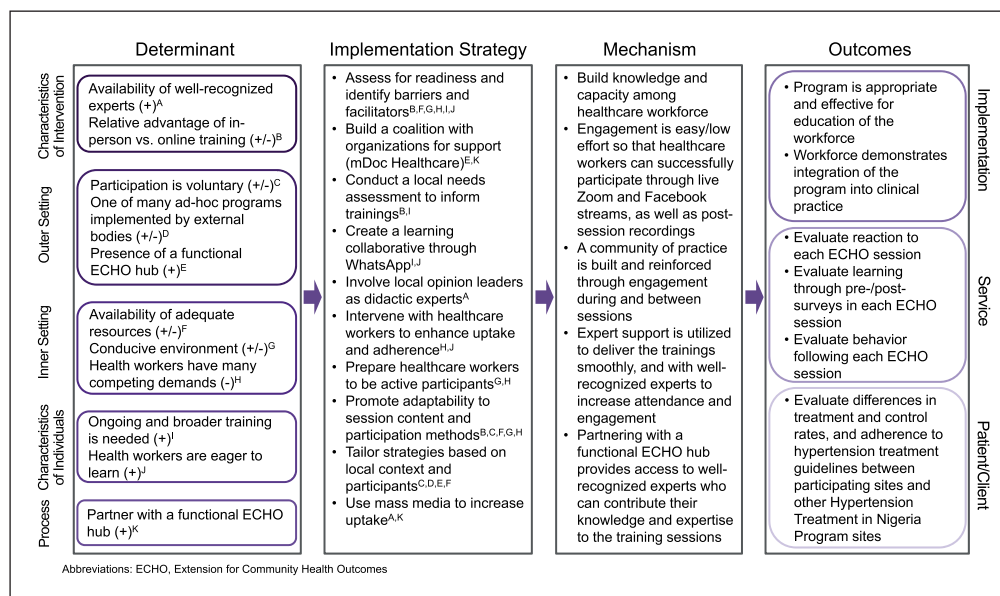 Determinant
Implementation Strategy
Mechanism
Outcomes
Characteristics
of Intervention
Availability of well-recognized
experts (+)ᴬ
Relative advantage of in-
person vs. online training (+/-)ᴮ
Outer Setting
Participation is voluntary (+/-)ᶜ
One of many ad-hoc programs
implemented by external
bodies (+/-)ᴰ
Presence of a functional
ECHO hub (+)ᴱ
Inner Setting
Availability of adequate
resources (+/-)ᶠ
Conducive environment (+/-)ᴳ
Health workers have many
competing demands (-)ᴴ
Characteristics
of Individuals
Ongoing and broader training
is needed (+)ᴵ
Health workers are eager to
learn (+)ᴶ
Process
Partner with a functional ECHO
hub (+)ᴷ
• Assess for readiness and
identify barriers and
facilitatorsᴮ,ᶠ,ᴳ,ᴴ,ᴵ,ᴶ
• Build a coalition with
organizations for support
(mDoc Healthcare)ᴱ,ᴷ
• Conduct a local needs
assessment to inform
trainingsᴮ,ᴵ
• Create a learning
collaborative through
WhatsAppᴵ,ᴶ
• Involve local opinion leaders
as didactic expertsᴬ
• Intervene with healthcare
workers to enhance uptake
and adherenceᴴ,ᴶ
• Prepare healthcare workers
to be active participantsᴳ,ᴴ
• Promote adaptability to
session content and
participation methodsᴮ,ᶜ,ᶠ,ᴳ,ᴴ
• Tailor strategies based on
local context and
participantsᶜ,ᴰ,ᴱ,ᶠ
• Use mass media to increase
uptakeᴬ,ᴷ
• Build knowledge and
capacity among
healthcare workforce
• Engagement is easy/low
effort so that healthcare
workers can successfully
participate through live
Zoom and Facebook
streams, as well as post-
session recordings
• A community of practice
is built and reinforced
through engagement
during and between
sessions
• Expert support is utilized
to deliver the trainings
smoothly, and with well-
recognized experts to
increase attendance and
engagement
• Partnering with a
functional ECHO hub
provides access to well-
recognized experts who
can contribute their
knowledge and expertise
to the training sessions
• Program is appropriate
and effective for
education of the
workforce
• Workforce demonstrates
integration of the
program into clinical
practice
Implementation
• Evaluate reaction to
each ECHO session
• Evaluate learning
through pre-/post-
surveys in each ECHO
session
• Evaluate behavior
following each ECHO
session
Service
• Evaluate differences in
treatment and control
rates, and adherence to
hypertension treatment
guidelines between
participating sites and
other Hypertension
Treatment in Nigeria
Program sites
Patient/Client
Abbreviations: ECHO, Extension for Community Health Outcomes